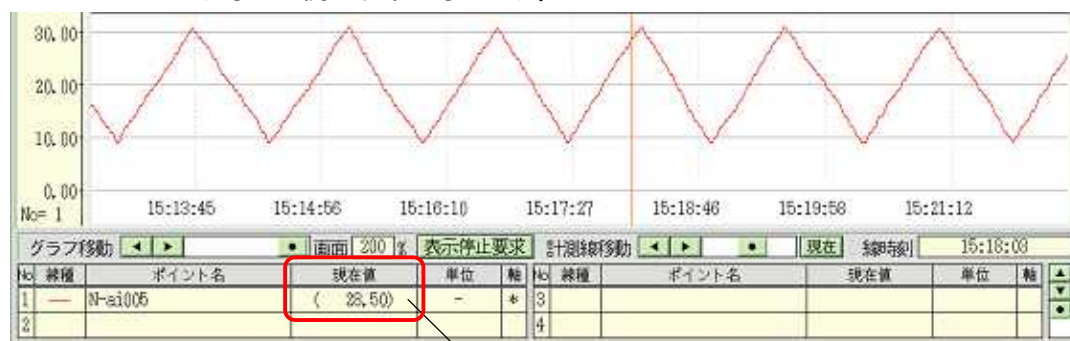 30.00
20.00
10.00
0.00
No= 1
15:13:45 15:14:56 15:16:10 15:17:27 15:18:46 15:19:58 15:21:12
グラフ移動 画面 200 % 表示停止要求 計測線移動 現在 線時刻 15:18:08
No 線種 ポイント名 現在値 単位 軸 No 線種 ポイント名 現在値 単位 軸
1 N-ai005 ( 28.50) - * 3
2 4